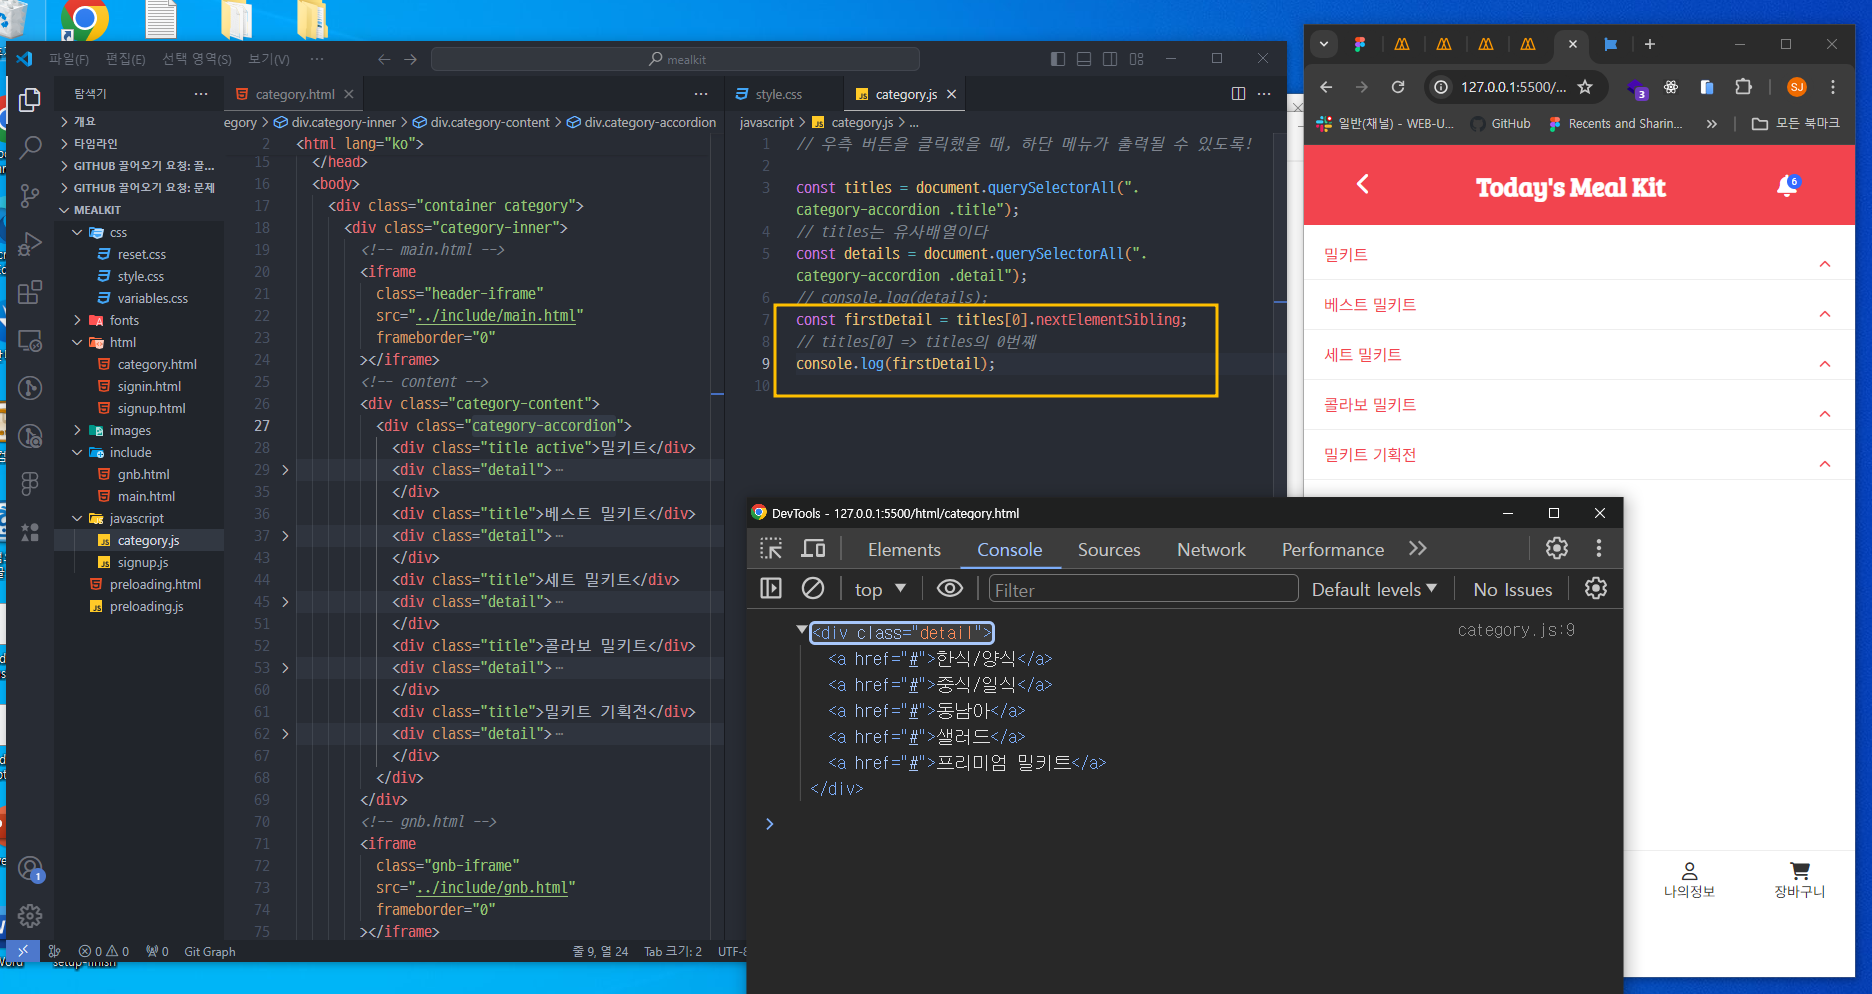 파일(F) 편집(E) 선택 영역(S) 보기(V) ···
mealkit
탐색기 ···
개요
타임라인
GITHUB 끌어오기 요청: 끌...
GITHUB 끌어오기 요청: 문제
MEALKIT
css
reset.css
style.css
variables.css
fonts
html
category.html
signin.html
signup.html
images
include
gnb.html
main.html
javascript
category.js
signup.js
preloading.html
preloading.js
category.html
egory > div.category-inner > div.category-content > div.category-accordion
2 <html lang="ko">
15 </head>
16 <body>
17 <div class="container category">
18 <div class="category-inner">
19 <!-- main.html -->
20 <iframe
21 class="header-iframe"
22 src="../include/main.html"
23 frameborder="0"
24 ></iframe>
25 <!-- content -->
26 <div class="category-content">
27 <div class="category-accordion">
28 <div class="title active">밀키트</div>
29 <div class="detail">···
35 </div>
36 <div class="title">베스트 밀키트</div>
37 <div class="detail">···
43 </div>
44 <div class="title">세트 밀키트</div>
45 <div class="detail">···
51 </div>
52 <div class="title">콜라보 밀키트</div>
53 <div class="detail">···
60 </div>
61 <div class="title">밀키트 기획전</div>
62 <div class="detail">···
67 </div>
68 </div>
69 </div>
70 <!-- gnb.html -->
71 <iframe
72 class="gnb-iframe"
73 src="../include/gnb.html"
74 frameborder="0"
75 ></iframe>
style.css
category.js
javascript > category.js > ...
1 // 우측 버튼을 클릭했을 때, 하단 메뉴가 출력될 수 있도록!
2
3 const titles = document.querySelectorAll(".
category-accordion .title");
4 // titles는 유사배열이다
5 const details = document.querySelectorAll(".
category-accordion .detail");
6 // console.log(details);
7 const firstDetail = titles[0].nextElementSibling;
8 // titles[0] => titles의 0번째
9 console.log(firstDetail);
10
1
0 0 0 Git Graph
줄 9, 열 24 Tab 크기: 2 UTF-8
setup-finish
127.0.0.1:5500/...
3
SJ
일반(채널) - WEB-U...
GitHub
Recents and Sharin...
모든 북마크
Today's Meal Kit
6
밀키트
베스트 밀키트
세트 밀키트
콜라보 밀키트
밀키트 기획전
나의정보
장바구니
DevTools - 127.0.0.1:5500/html/category.html
Elements Console Sources Network Performance
top Filter Default levels No Issues
<div class="detail"> category.js:9
<a href="#">한식/양식</a>
<a href="#">중식/일식</a>
<a href="#">동남아</a>
<a href="#">샐러드</a>
<a href="#">프리미엄 밀키트</a>
</div>